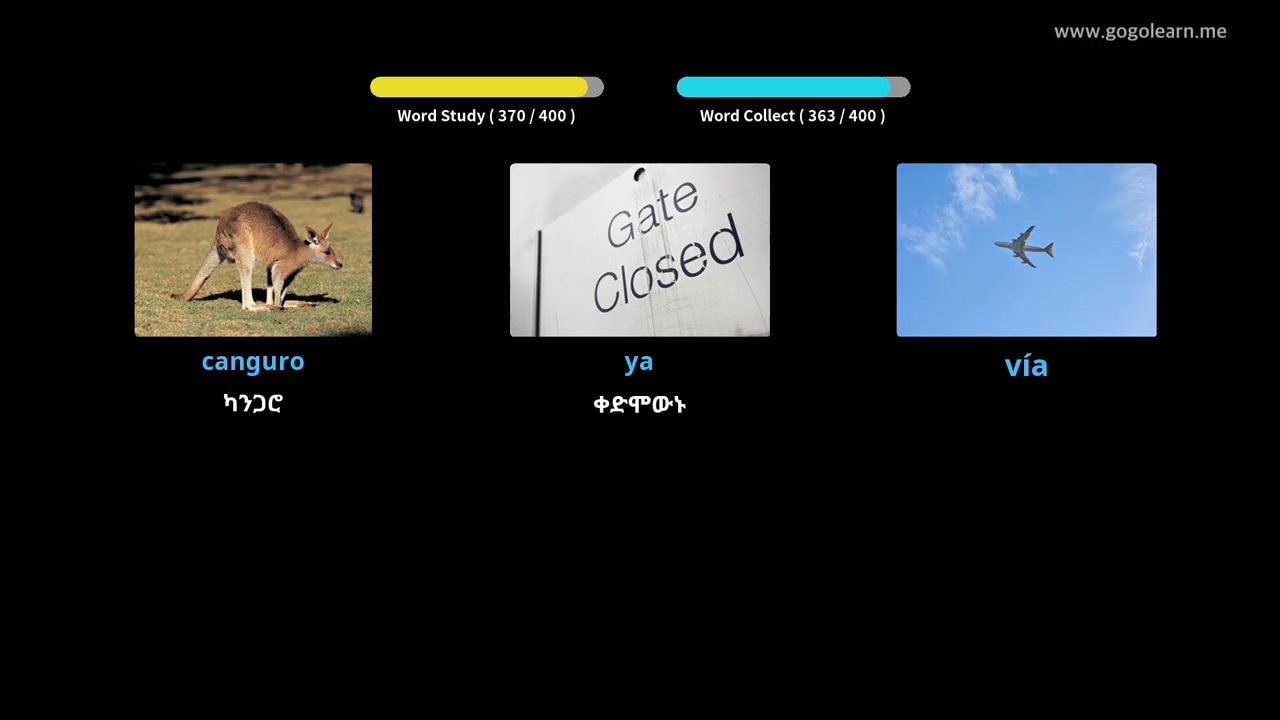 www.gogolearn.me
Word Study ( 370 / 400 )
Word Collect ( 363 / 400 )
Gate
Closed
canguro
ya
vía
ካንጋሮ
ቀድሞውኑ